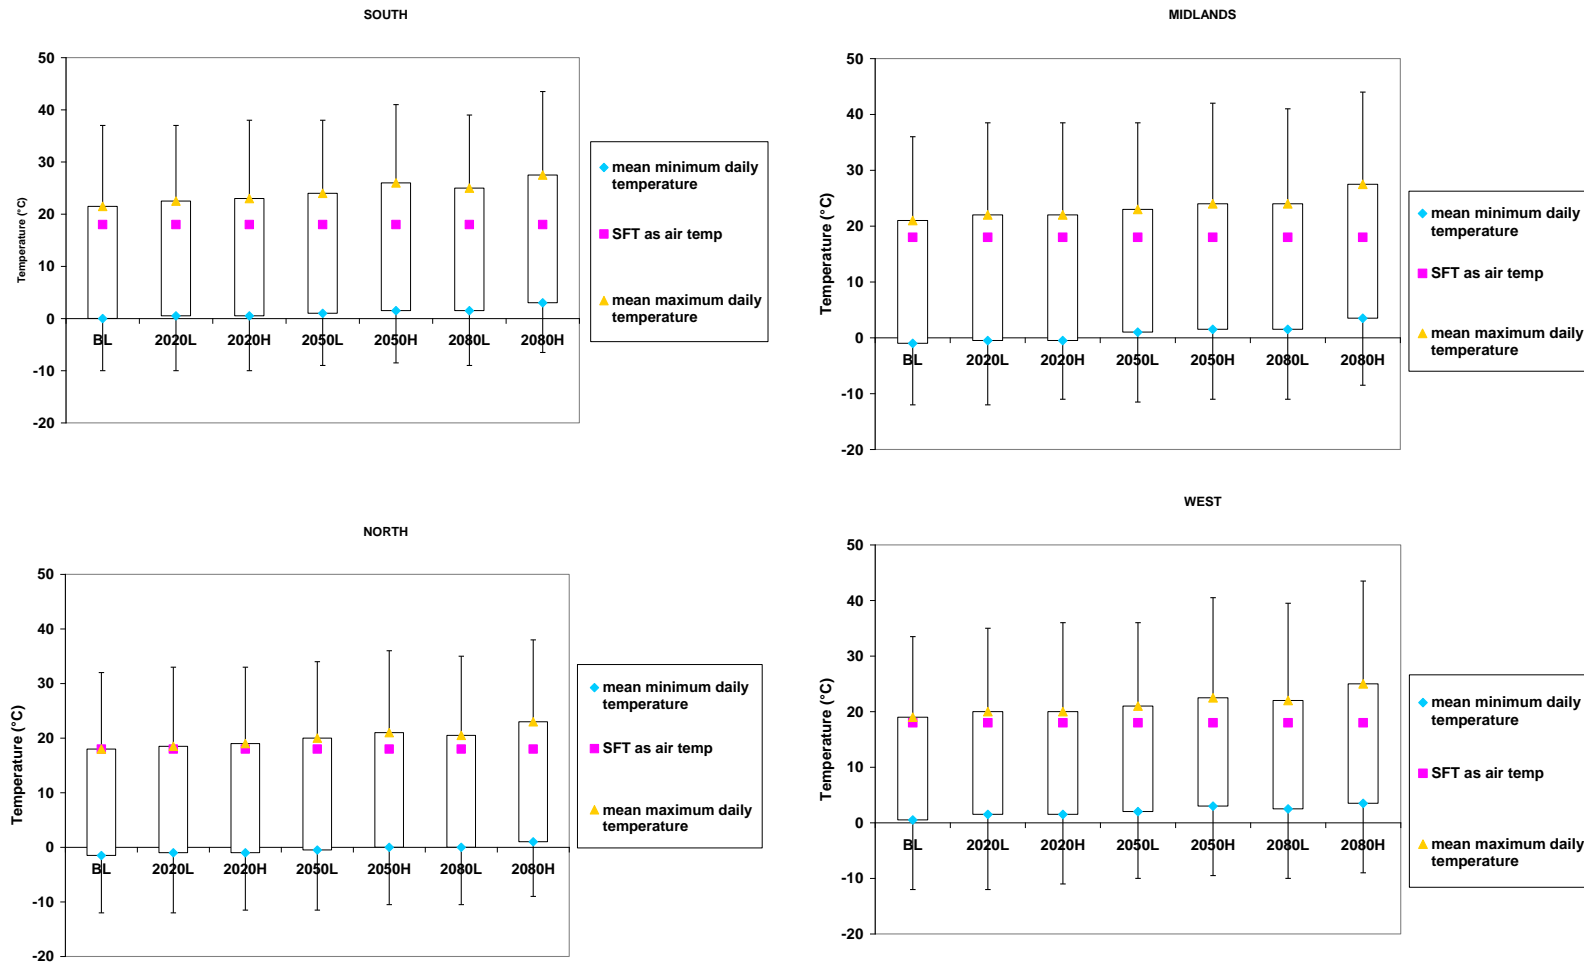 SOUTH
50
40
30
20
10
0
-10
-20
Temperature (°C)
BL 2020L 2020H 2050L 2050H 2080L 2080H
mean minimum daily
temperature
SFT as air temp
mean maximum daily
temperature
MIDLANDS
50
40
30
20
10
0
-10
-20
Temperature (°C)
BL 2020L 2020H 2050L 2050H 2080L 2080H
mean minimum daily
temperature
SFT as air temp
mean maximum daily
temperature
NORTH
50
40
30
20
10
0
-10
-20
Temperature (°C)
BL 2020L 2020H 2050L 2050H 2080L 2080H
mean minimum daily
temperature
SFT as air temp
mean maximum daily
temperature
WEST
50
40
30
20
10
0
-10
-20
Temperature (°C)
BL 2020L 2020H 2050L 2050H 2080L 2080H
mean minimum daily
temperature
SFT as air temp
mean maximum daily
temperature